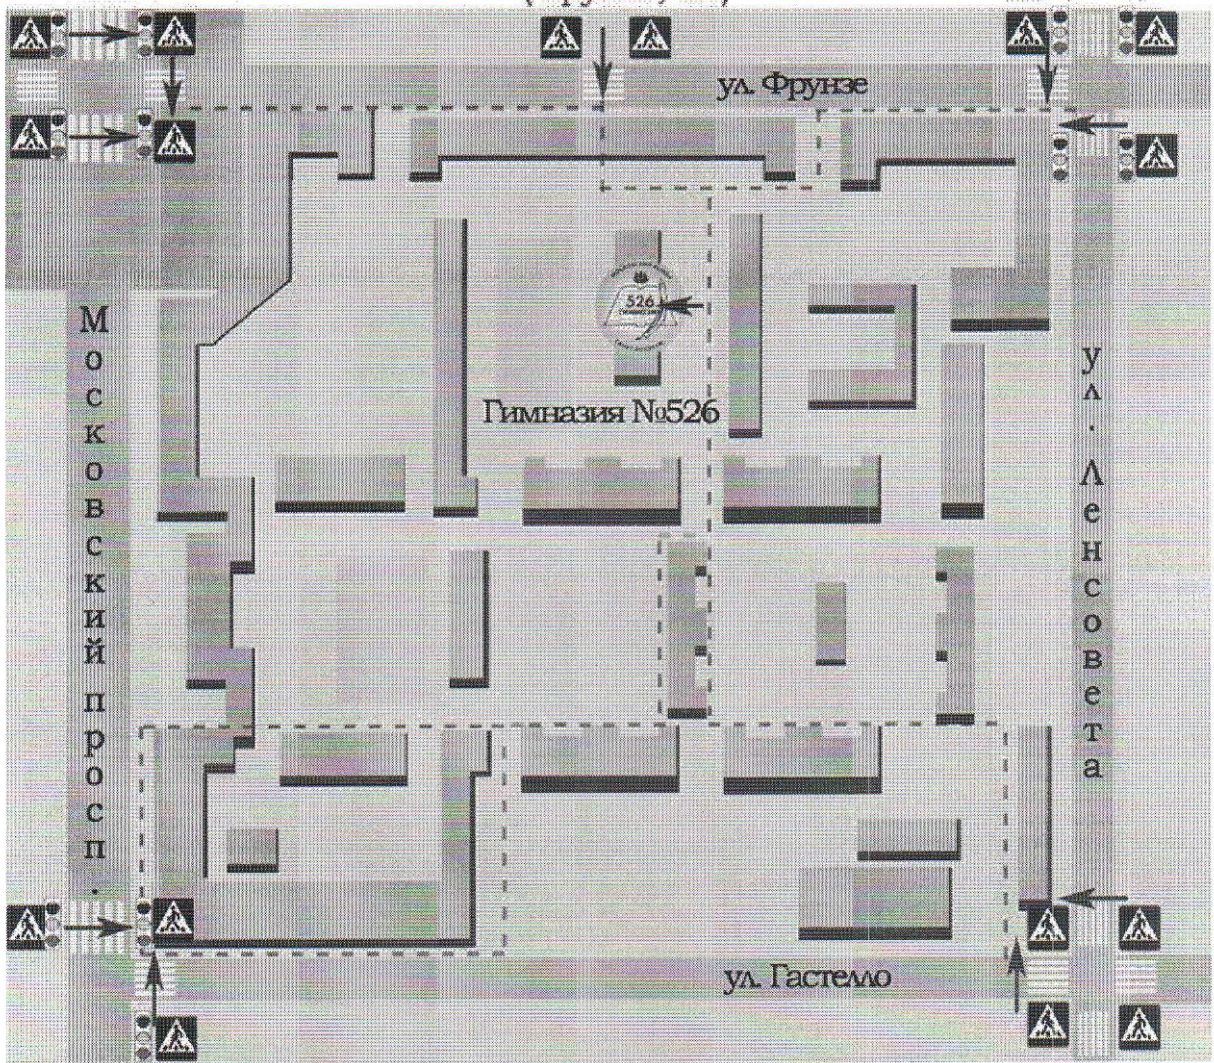 ул. Фрунзе
526
Гимназия №526
Московский просп.
ул. Ленсовета
ул. Гастелло